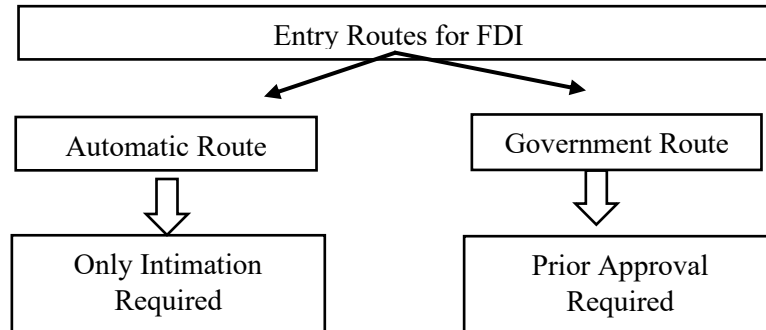 Entry Routes for FDI
Automatic Route
Government Route
Only Intimation
Required
Prior Approval
Required